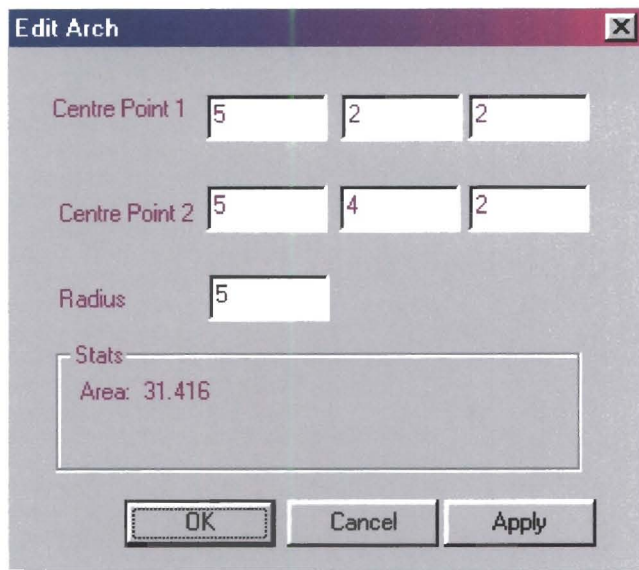 Edit Arch
Centre Point 1 5 2 2
Centre Point 2 5 4 2
Radius 5
Stats
Area: 31.416
OK Cancel Apply